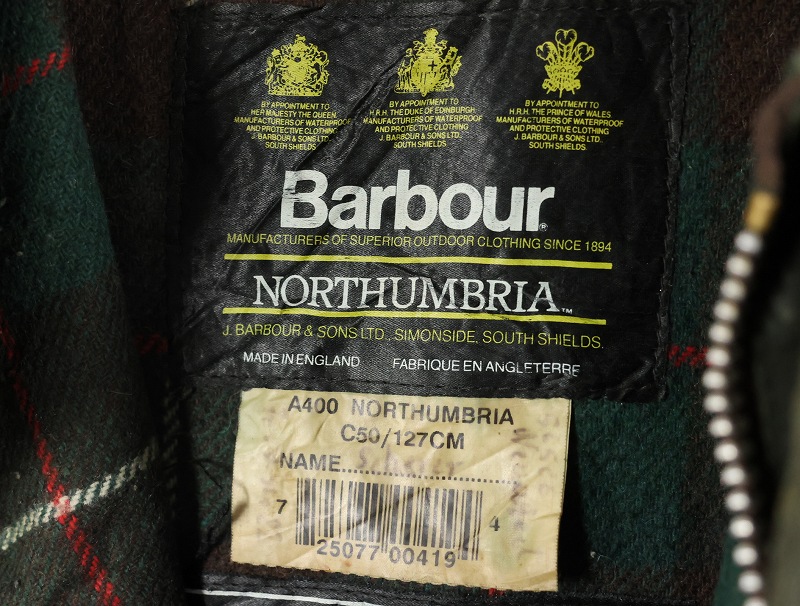 BY APPOINTMENT TO
HER MAJESTY THE QUEEN
MANUFACTURERS OF WATERPROOF
AND PROTECTIVE CLOTHING
J. BARBOUR & SONS LTD.
SOUTH SHIELDS
BY APPOINTMENT TO
H.R.H. THE DUKE OF EDINBURGH
MANUFACTURERS OF WATERPROOF
AND PROTECTIVE CLOTHING
J. BARBOUR & SONS LTD.
SOUTH SHIELDS.
BY APPOINTMENT TO
H.R.H. THE PRINCE OF WALES
MANUFACTURERS OF WATERPROOF
AND PROTECTIVE CLOTHING
J. BARBOUR & SONS LTD.
SOUTH SHIELDS
Barbour®
MANUFACTURERS OF SUPERIOR OUTDOOR CLOTHING SINCE 1894
NORTHUMBRIA™
J. BARBOUR & SONS LTD., SIMONSIDE, SOUTH SHIELDS.
MADE IN ENGLAND FABRIQUE EN ANGLETERRE
A400 NORTHUMBRIA
C50/127CM
NAME
7 25077 00419 4